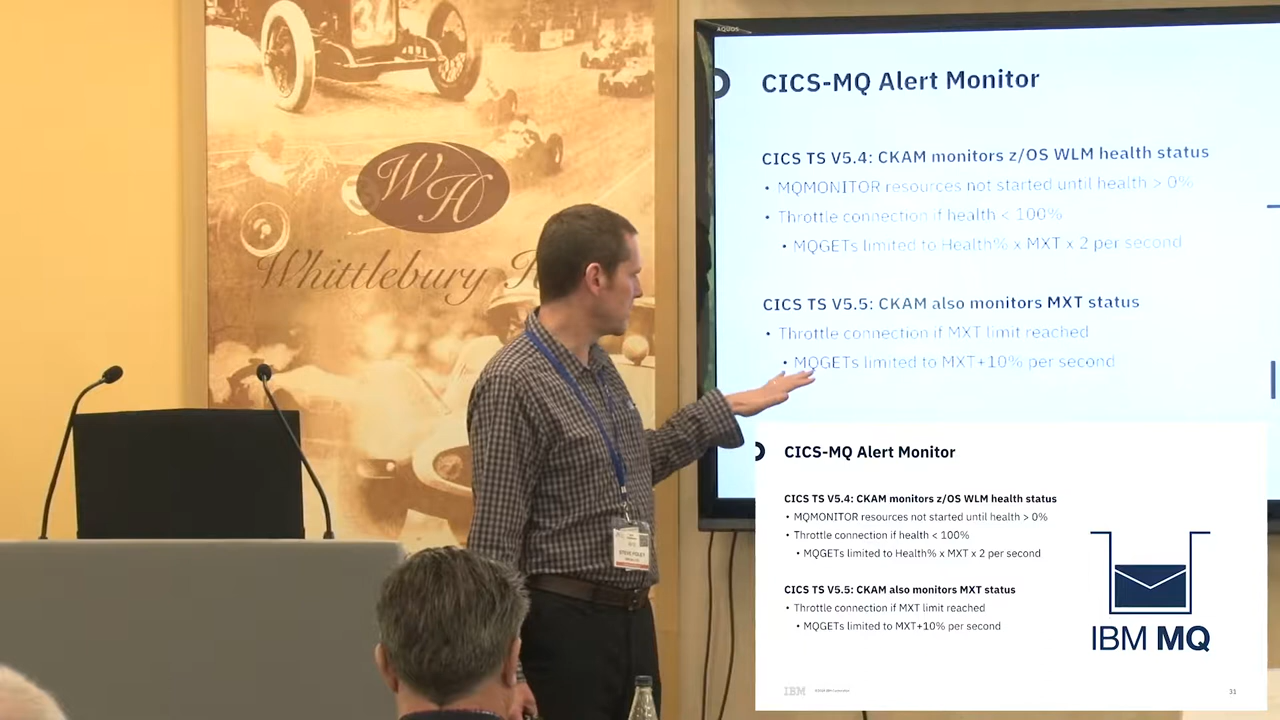 34
AQUOS
WH
Whittlebury
CICS-MQ Alert Monitor
CICS TS V5.4: CKAM monitors z/OS WLM health status
• MQMONITOR resources not started until health > 0%
• Throttle connection if health < 100%
• MQGETs limited to Health% x MXT x 2 per second
CICS TS V5.5: CKAM also monitors MXT status
• Throttle connection if MXT limit reached
• MQGETs limited to MXT+10% per second
CICS-MQ Alert Monitor
CICS TS V5.4: CKAM monitors z/OS WLM health status
• MQMONITOR resources not started until health > 0%
• Throttle connection if health < 100%
• MQGETs limited to Health% x MXT x 2 per second
CICS TS V5.5: CKAM also monitors MXT status
• Throttle connection if MXT limit reached
• MQGETs limited to MXT+10% per second
IBM MQ
IBM
31